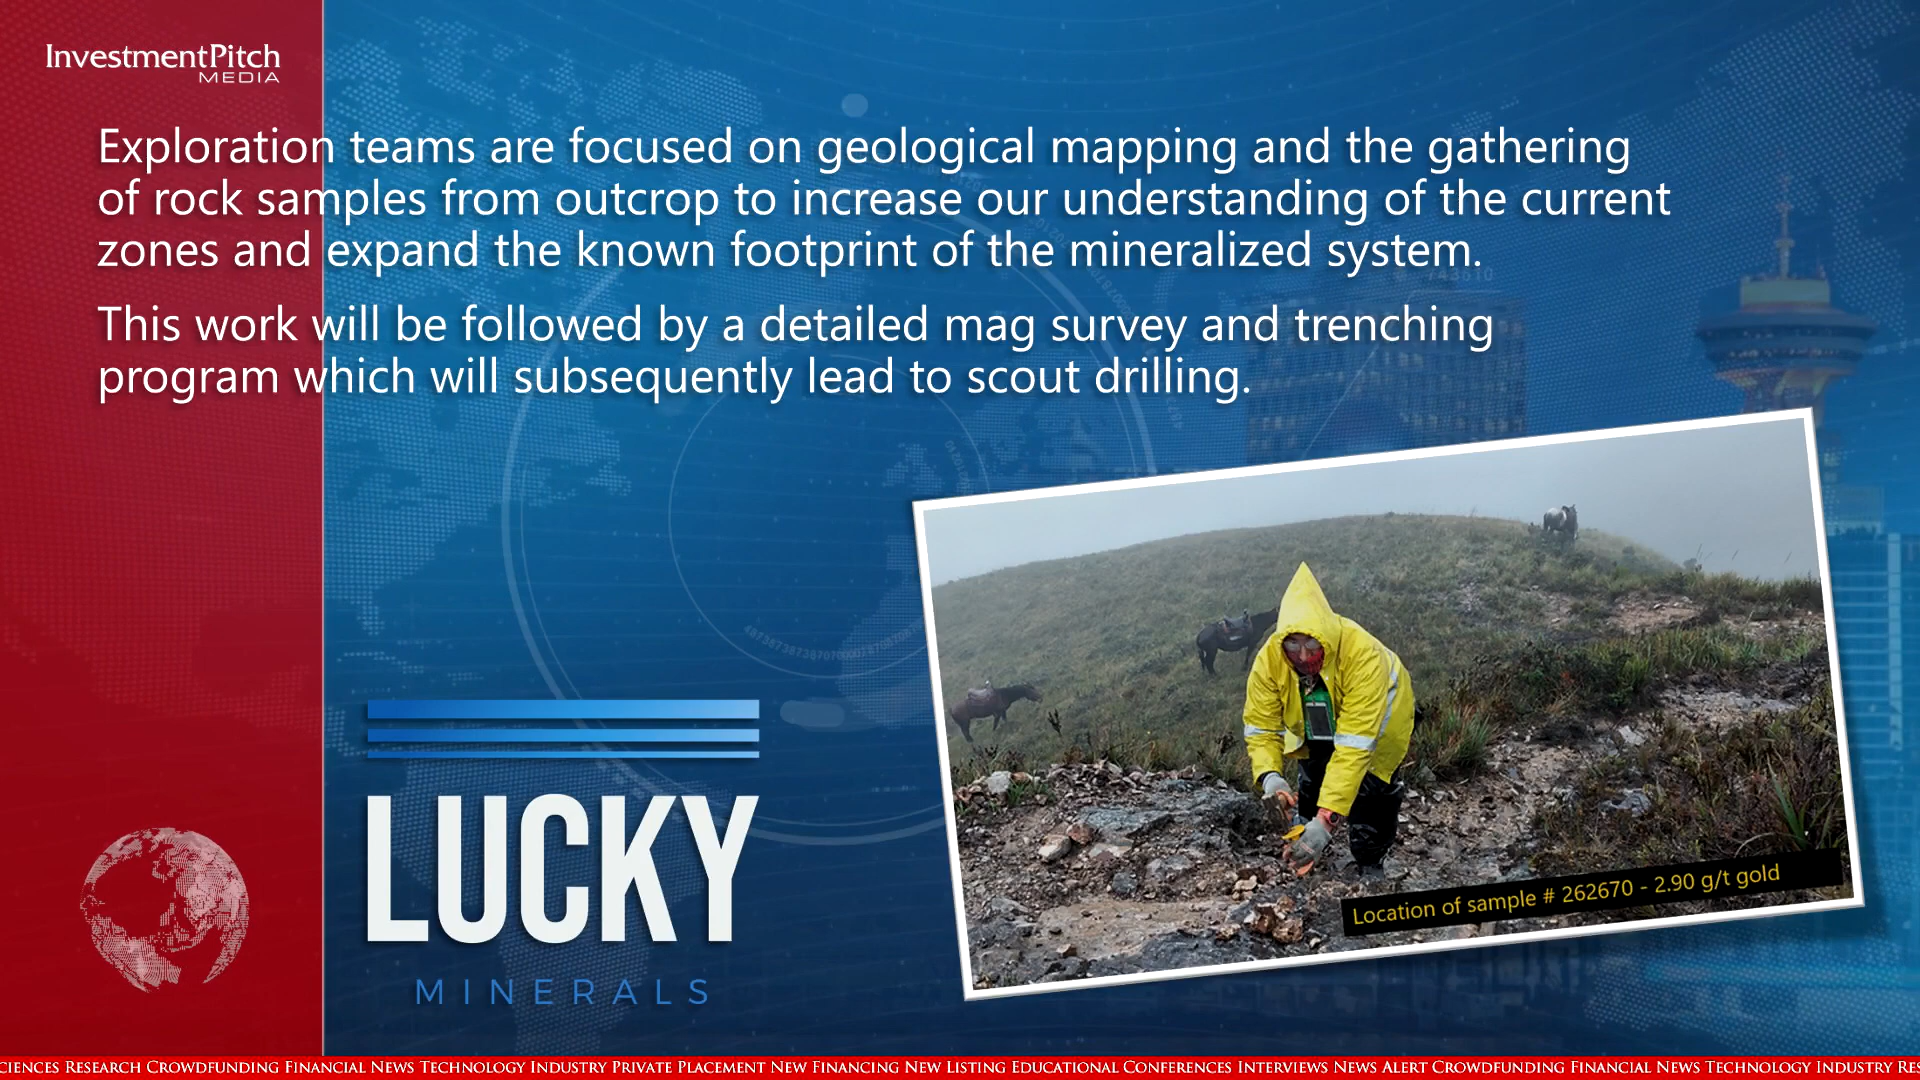 InvestmentPitch
MEDIA
Exploration teams are focused on geological mapping and the gathering
of rock samples from outcrop to increase our understanding of the current
zones and expand the known footprint of the mineralized system.
This work will be followed by a detailed mag survey and trenching
program which will subsequently lead to scout drilling.
LUCKY
MINERALS
Location of sample # 262670 - 2.90 g/t gold
CIENCES RESEARCH CROWDFUNDING FINANCIAL NEWS TECHNOLOGY INDUSTRY PRIVATE PLACEMENT NEW FINANCING NEW LISTING EDUCATIONAL CONFERENCES INTERVIEWS NEWS ALERT CROWDFUNDING FINANCIAL NEWS TECHNOLOGY INDUSTRY RES